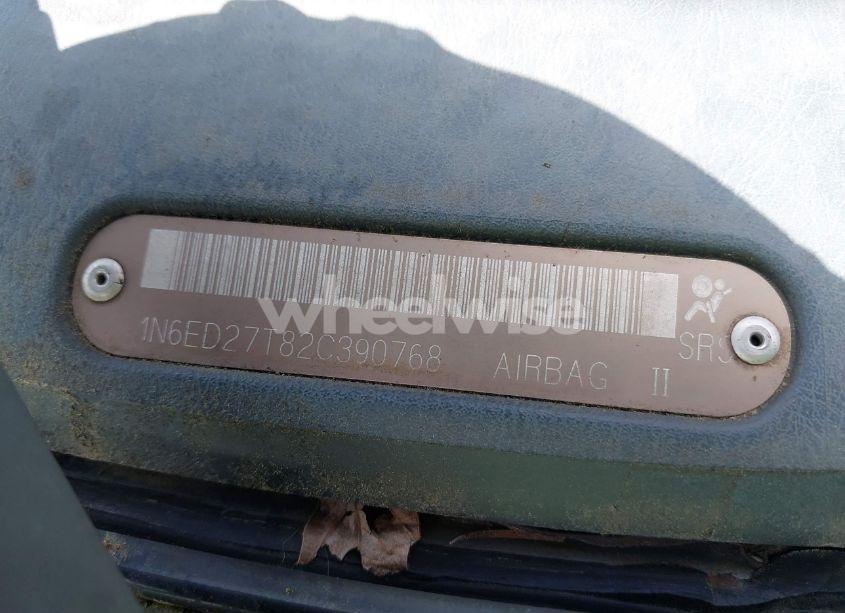 wheelwise
1N6ED27T82C390768 AIRBAG II SRS